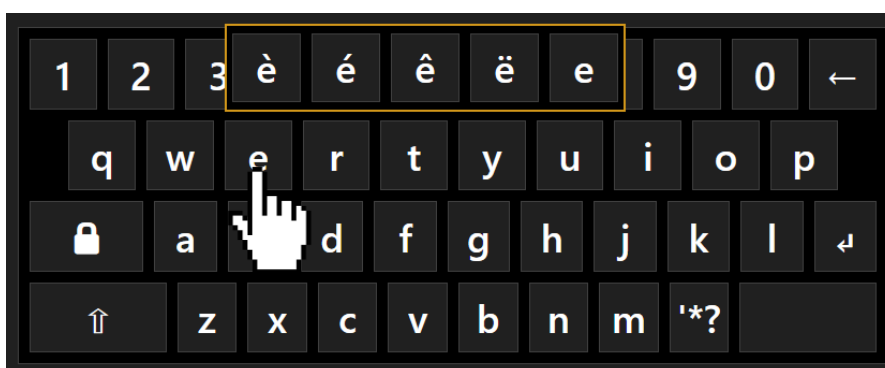 1 2 3 è é ê ë e 9 0 ←
q w e r t y u i o p
a d f g h j k l ↲
⇧ z x c v b n m '*?